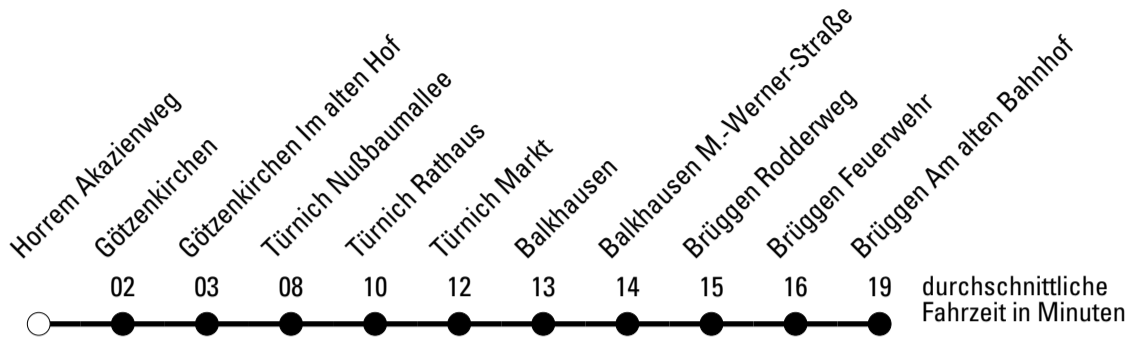 Horrem Akazienweg
Götzenkirchen
Götzenkirchen Im alten Hof
Türnich Nußbaumallee
Türnich Rathaus
Türnich Markt
Balkhausen
Balkhausen M.-Werner-Straße
Brüggen Rodderweg
Brüggen Feuerwehr
Brüggen Am alten Bahnhof
02 03 08 10 12 13 14 15 16 19 durchschnittliche
Fahrzeit in Minuten